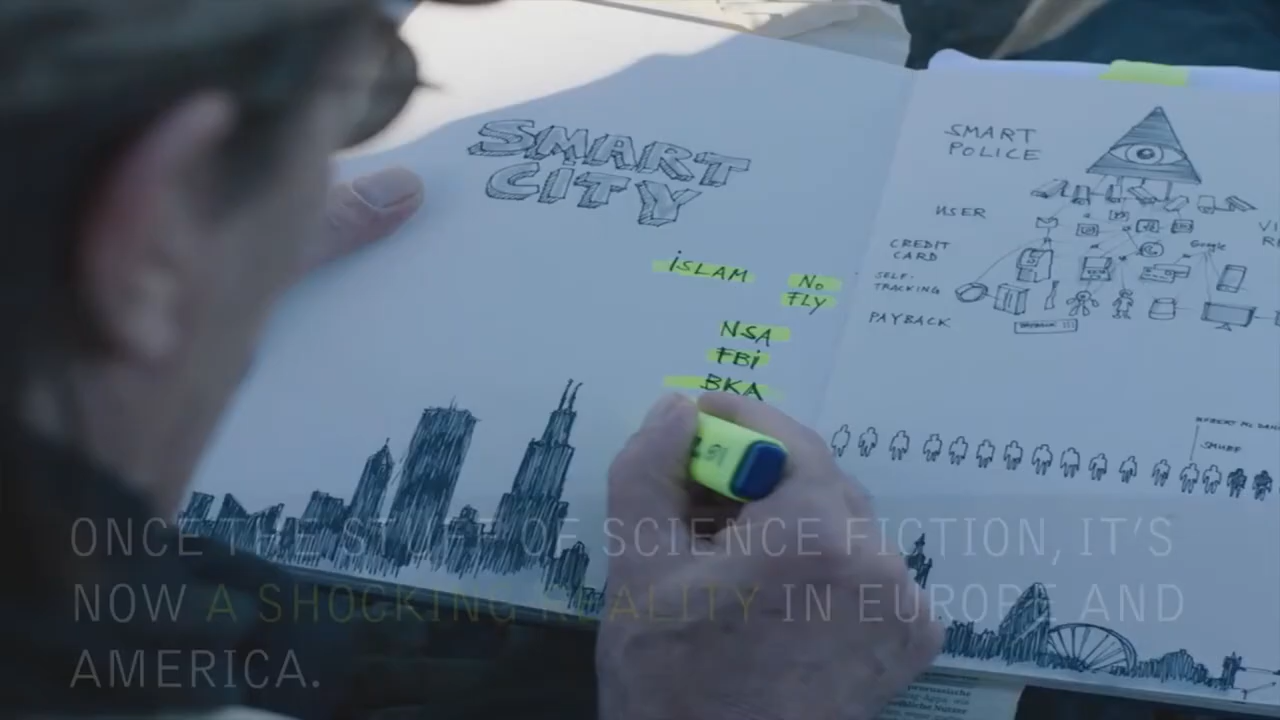 SMART
CITY
iSLAM
No
FLY
NSA
FBi
BKA
SMART
POLICE
USER
CREDIT
CARD
SELF-
TRACKING
PAYBACK
Google
ONCE THE STUFF OF SCIENCE FICTION, IT'S
NOW A SHOCKING REALITY IN EUROPE AND
AMERICA.